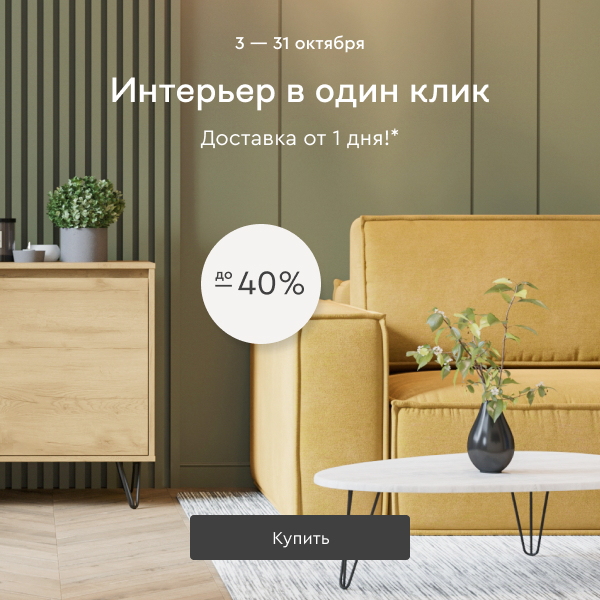 3 — 31 октября
Интерьер в один клик
Доставка от 1 дня!*
до 40%
Купить